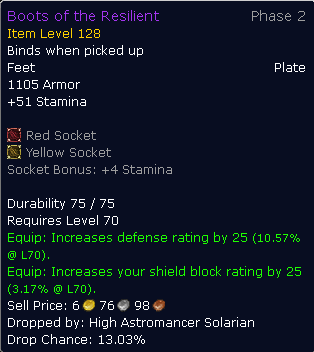 Boots of the Resilient Phase 2
Item Level 128
Binds when picked up
Feet Plate
1105 Armor
+51 Stamina
Red Socket
Yellow Socket
Socket Bonus: +4 Stamina
Durability 75 / 75
Requires Level 70
Equip: Increases defense rating by 25 (10.57%
@ L70).
Equip: Increases your shield block rating by 25
(3.17% @ L70).
Sell Price: 6 76 98
Dropped by: High Astromancer Solarian
Drop Chance: 13.03%